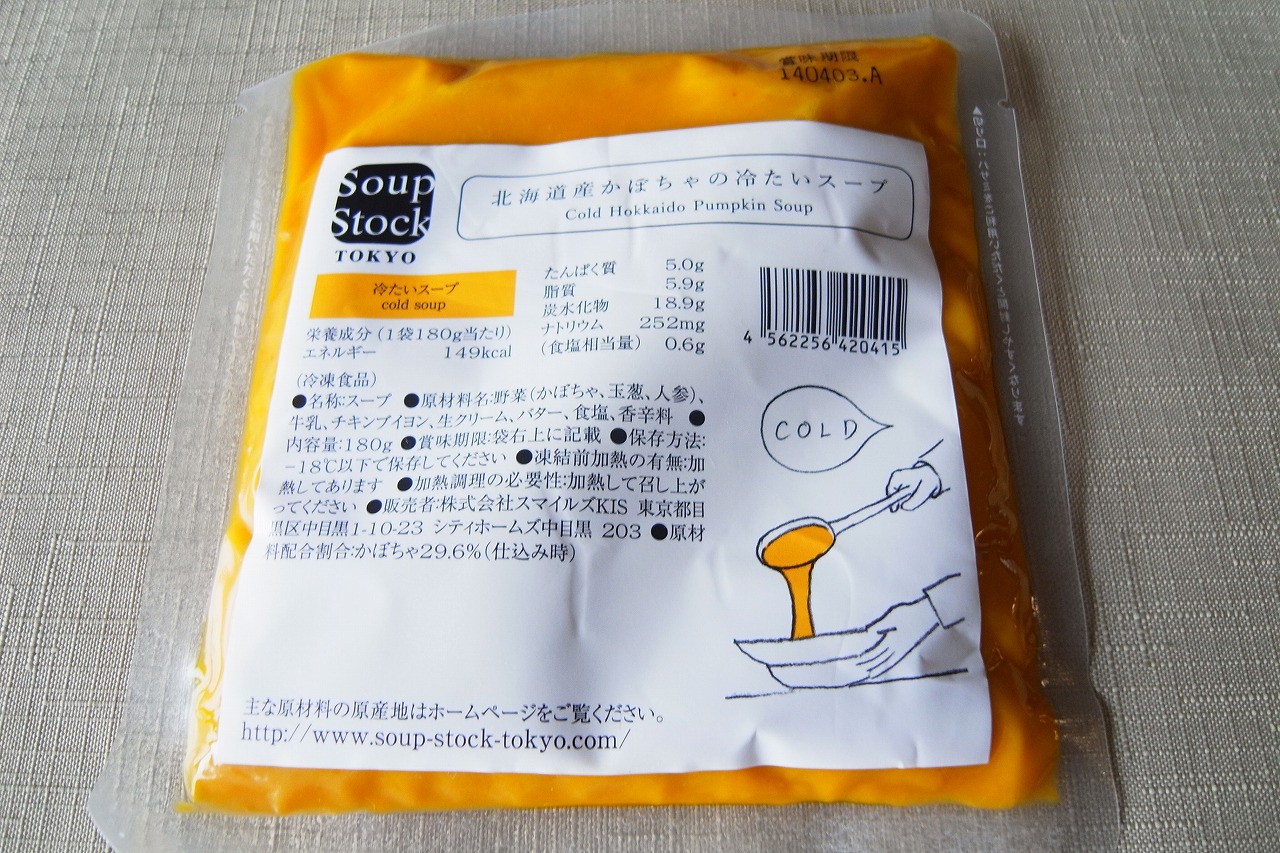 賞味期限
140403.A
Soup
Stock
TOKYO
北海道産かぼちゃの冷たいスープ
Cold Hokkaido Pumpkin Soup
冷たいスープ
cold soup
栄養成分(1袋180g当たり)
エネルギー 149kcal
たんぱく質 5.0g
脂質 5.9g
炭水化物 18.9g
ナトリウム 252mg
(食塩相当量) 0.6g
4 562256 420415
(冷凍食品)
●名称:スープ ●原材料名:野菜(かぼちゃ、玉葱、人参)、
牛乳、チキンブイヨン、生クリーム、バター、食塩、香辛料 ●
内容量:180g ●賞味期限:袋右上に記載 ●保存方法:
-18℃以下で保存してください ●凍結前加熱の有無:加
熱してあります ●加熱調理の必要性:加熱して召し上が
ってください ●販売者:株式会社スマイルズKIS 東京都目
黒区中目黒1-10-23 シティホームズ中目黒 203 ●原材
料配合割合:かぼちゃ29.6%(仕込み時)
COLD
主な原材料の原産地はホームページをご覧ください。
http://www.soup-stock-tokyo.com/